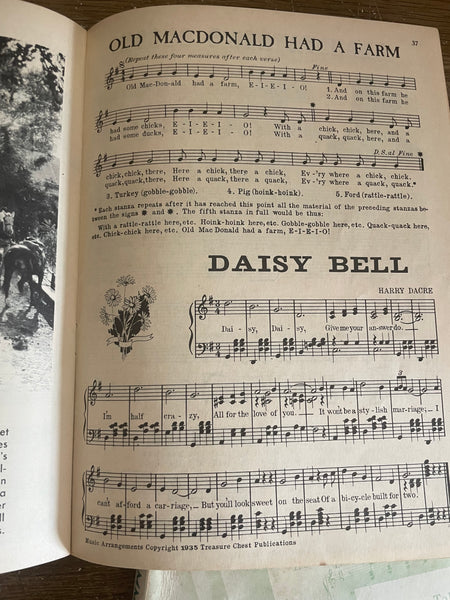 OLD MACDONALD HAD A FARM
37
(Repeat these four measures after each verse)
Fine
Old Mac-Don-ald had a farm, E-I-E-I-O! 1. And on this farm he
2. And on this farm he
had some chicks, E-I-E-I-O! With a chick, chick, here, and a
had some ducks, E-I-E-I-O! With a quack, quack, here, and a
D.S. al Fine
chick, chick, there, Here a chick, there a chick, Ev-'ry where a chick, chick.
quack, quack, there, Here a quack, there a quack, Ev-'ry where a quack, quack.*
3. Turkey (gobble-gobble). 4. Pig (hoink-hoink). 5. Ford (rattle-rattle).
* Each stanza repeats after it has reached this point all the material of the preceding stanzas be-
tween the signs ✸ and ✸. The fifth stanza in full would be thus:
With a rattle-rattle here, etc. Hoink-hoink here, etc. Gobble-gobble here, etc. Quack-quack here,
etc. Chick-chick here, etc. Old Mac Donald had a farm, E-I-E-I-O!
DAISY BELL
HARRY DACRE
Dai - sy, Dai - sy, Give me your an-swer do.
I'm half cra - zy, All for the love of you. It won't be a sty-lish mar-riage; I
3
can't af-ford a car-riage, But you'll look sweet on the seat Of a bi-cy-cle built for two.
Music Arrangements Copyright 1935 Treasure Chest Publications
et
es
's
l-
n
a
er
ll
s.